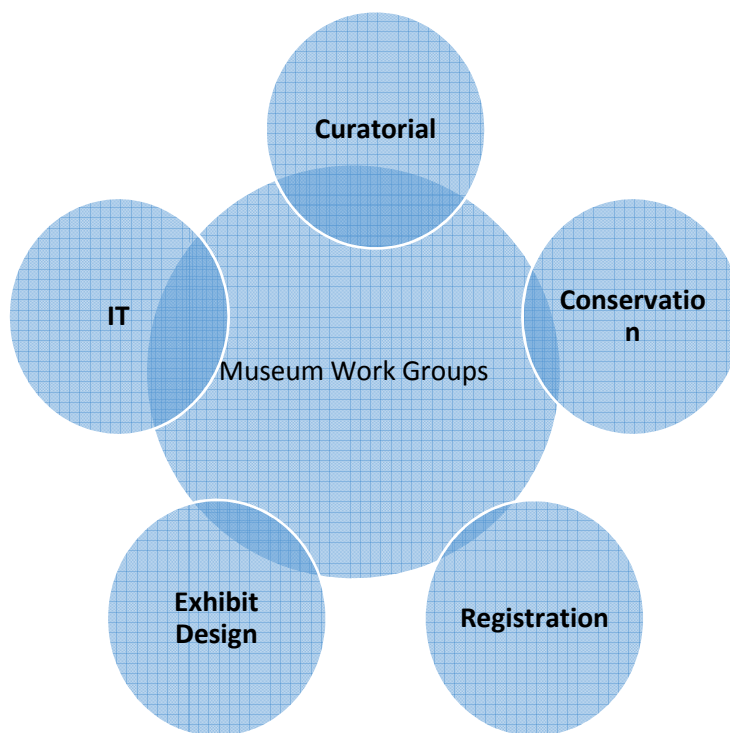 Curatorial
IT
Conservatio
n
Museum Work Groups
Exhibit
Design
Registration